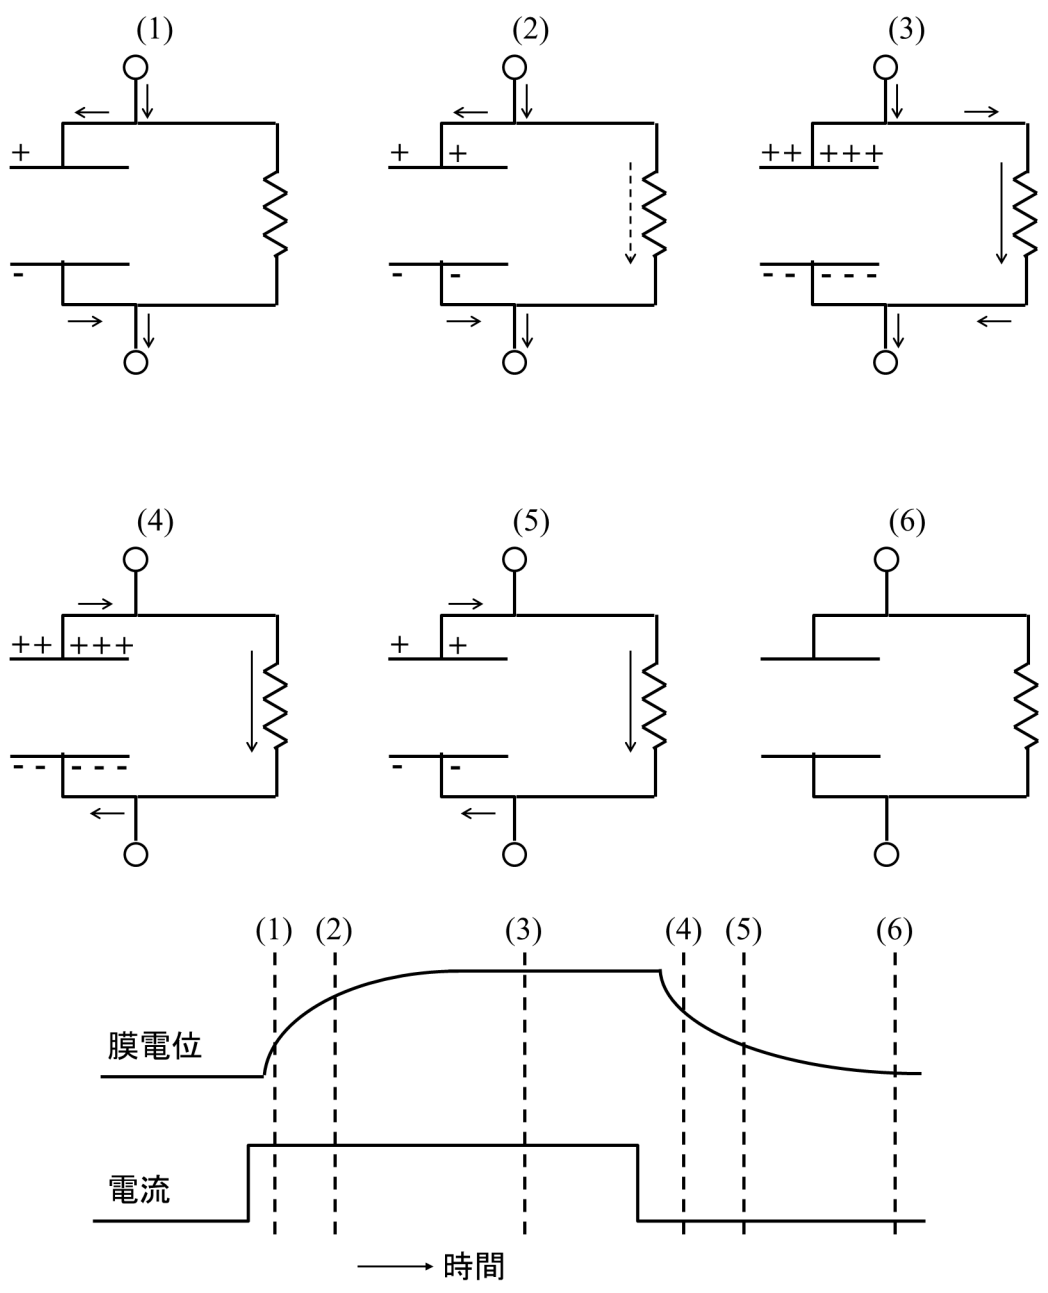 (1) (2) (3)
+ + + ++ +++
- - - -- ---
(4) (5) (6)
++ +++ + +
-- --- - -
(1) (2) (3) (4) (5) (6)
膜電位
電流
時間